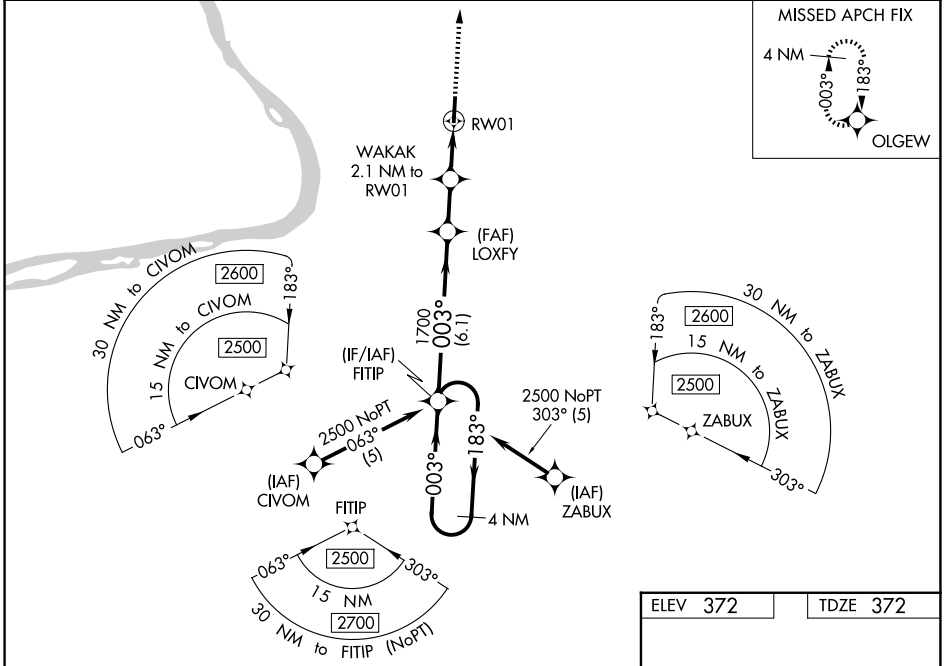 MISSED APCH FIX
4 NM
003°
183°
OLGEW
RW01
WAKAK
2.1 NM to
RW01
(FAF)
LOXFY
1700
003°
(6.1)
(IF/IAF)
FITIP
2500 NoPT
063°
(5)
(IAF)
CIVOM
003°
183°
4 NM
2500 NoPT
303° (5)
(IAF)
ZABUX
30 NM to CIVOM
2600
183°
15 NM to CIVOM
2500
CIVOM
063°
30 NM to ZABUX
2600
183°
15 NM to ZABUX
2500
ZABUX
303°
FITIP
063°
2500
303°
15 NM
2700
30 NM to FITIP (NoPT)
ELEV 372
TDZE 372